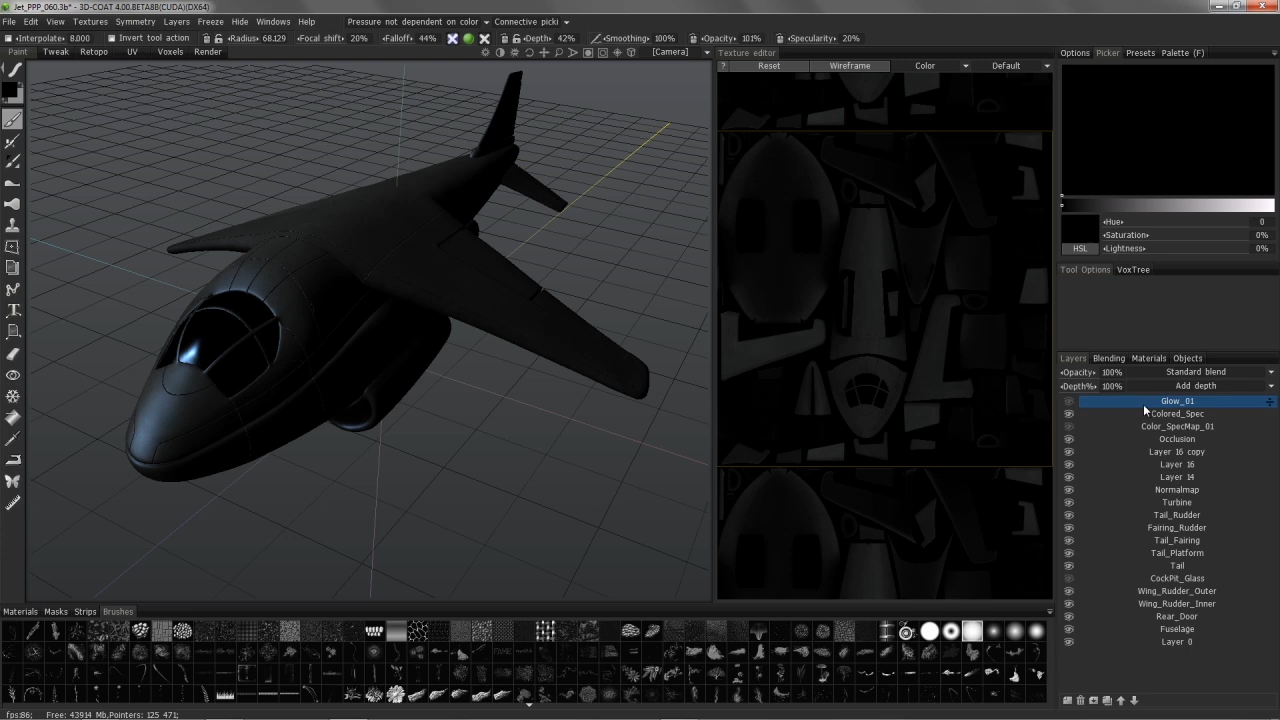 Jet_PPP_060.3b* - 3D-COAT 4.00.BETA8B(CUDA)(DX64)
File Edit View Textures Symmetry Layers Freeze Hide Windows Help Pressure not dependent on color Connective picki
Interpolate: 8.000 Invert tool action Radius: 68.129 Focal shift: 20% Falloff: 44% Depth: 42% Smoothing: 100% Opacity: 101% Specularity: 20%
Paint Tweak Retopo UV Voxels Render [Camera]
Texture editor
? Reset Wireframe Color Default
Options Picker Presets Palette (F)
Hue 0
Saturation 0%
HSL Lightness 0%
Tool Options VoxTree
Layers Blending Materials Objects
Opacity 100% Standard blend
Depth% 100% Add depth
Glow_01
Colored_Spec
Color_SpecMap_01
Occlusion
Layer 16 copy
Layer 16
Layer 14
Normalmap
Turbine
Tail_Rudder
Fairing_Rudder
Tail_Fairing
Tail_Platform
Tail
CockPit_Glass
Wing_Rudder_Outer
Wing_Rudder_Inner
Rear_Door
Fuselage
Layer 0
Materials Masks Strips Brushes
fps:86; Free: 43914 Mb,Pointers: 125 471;